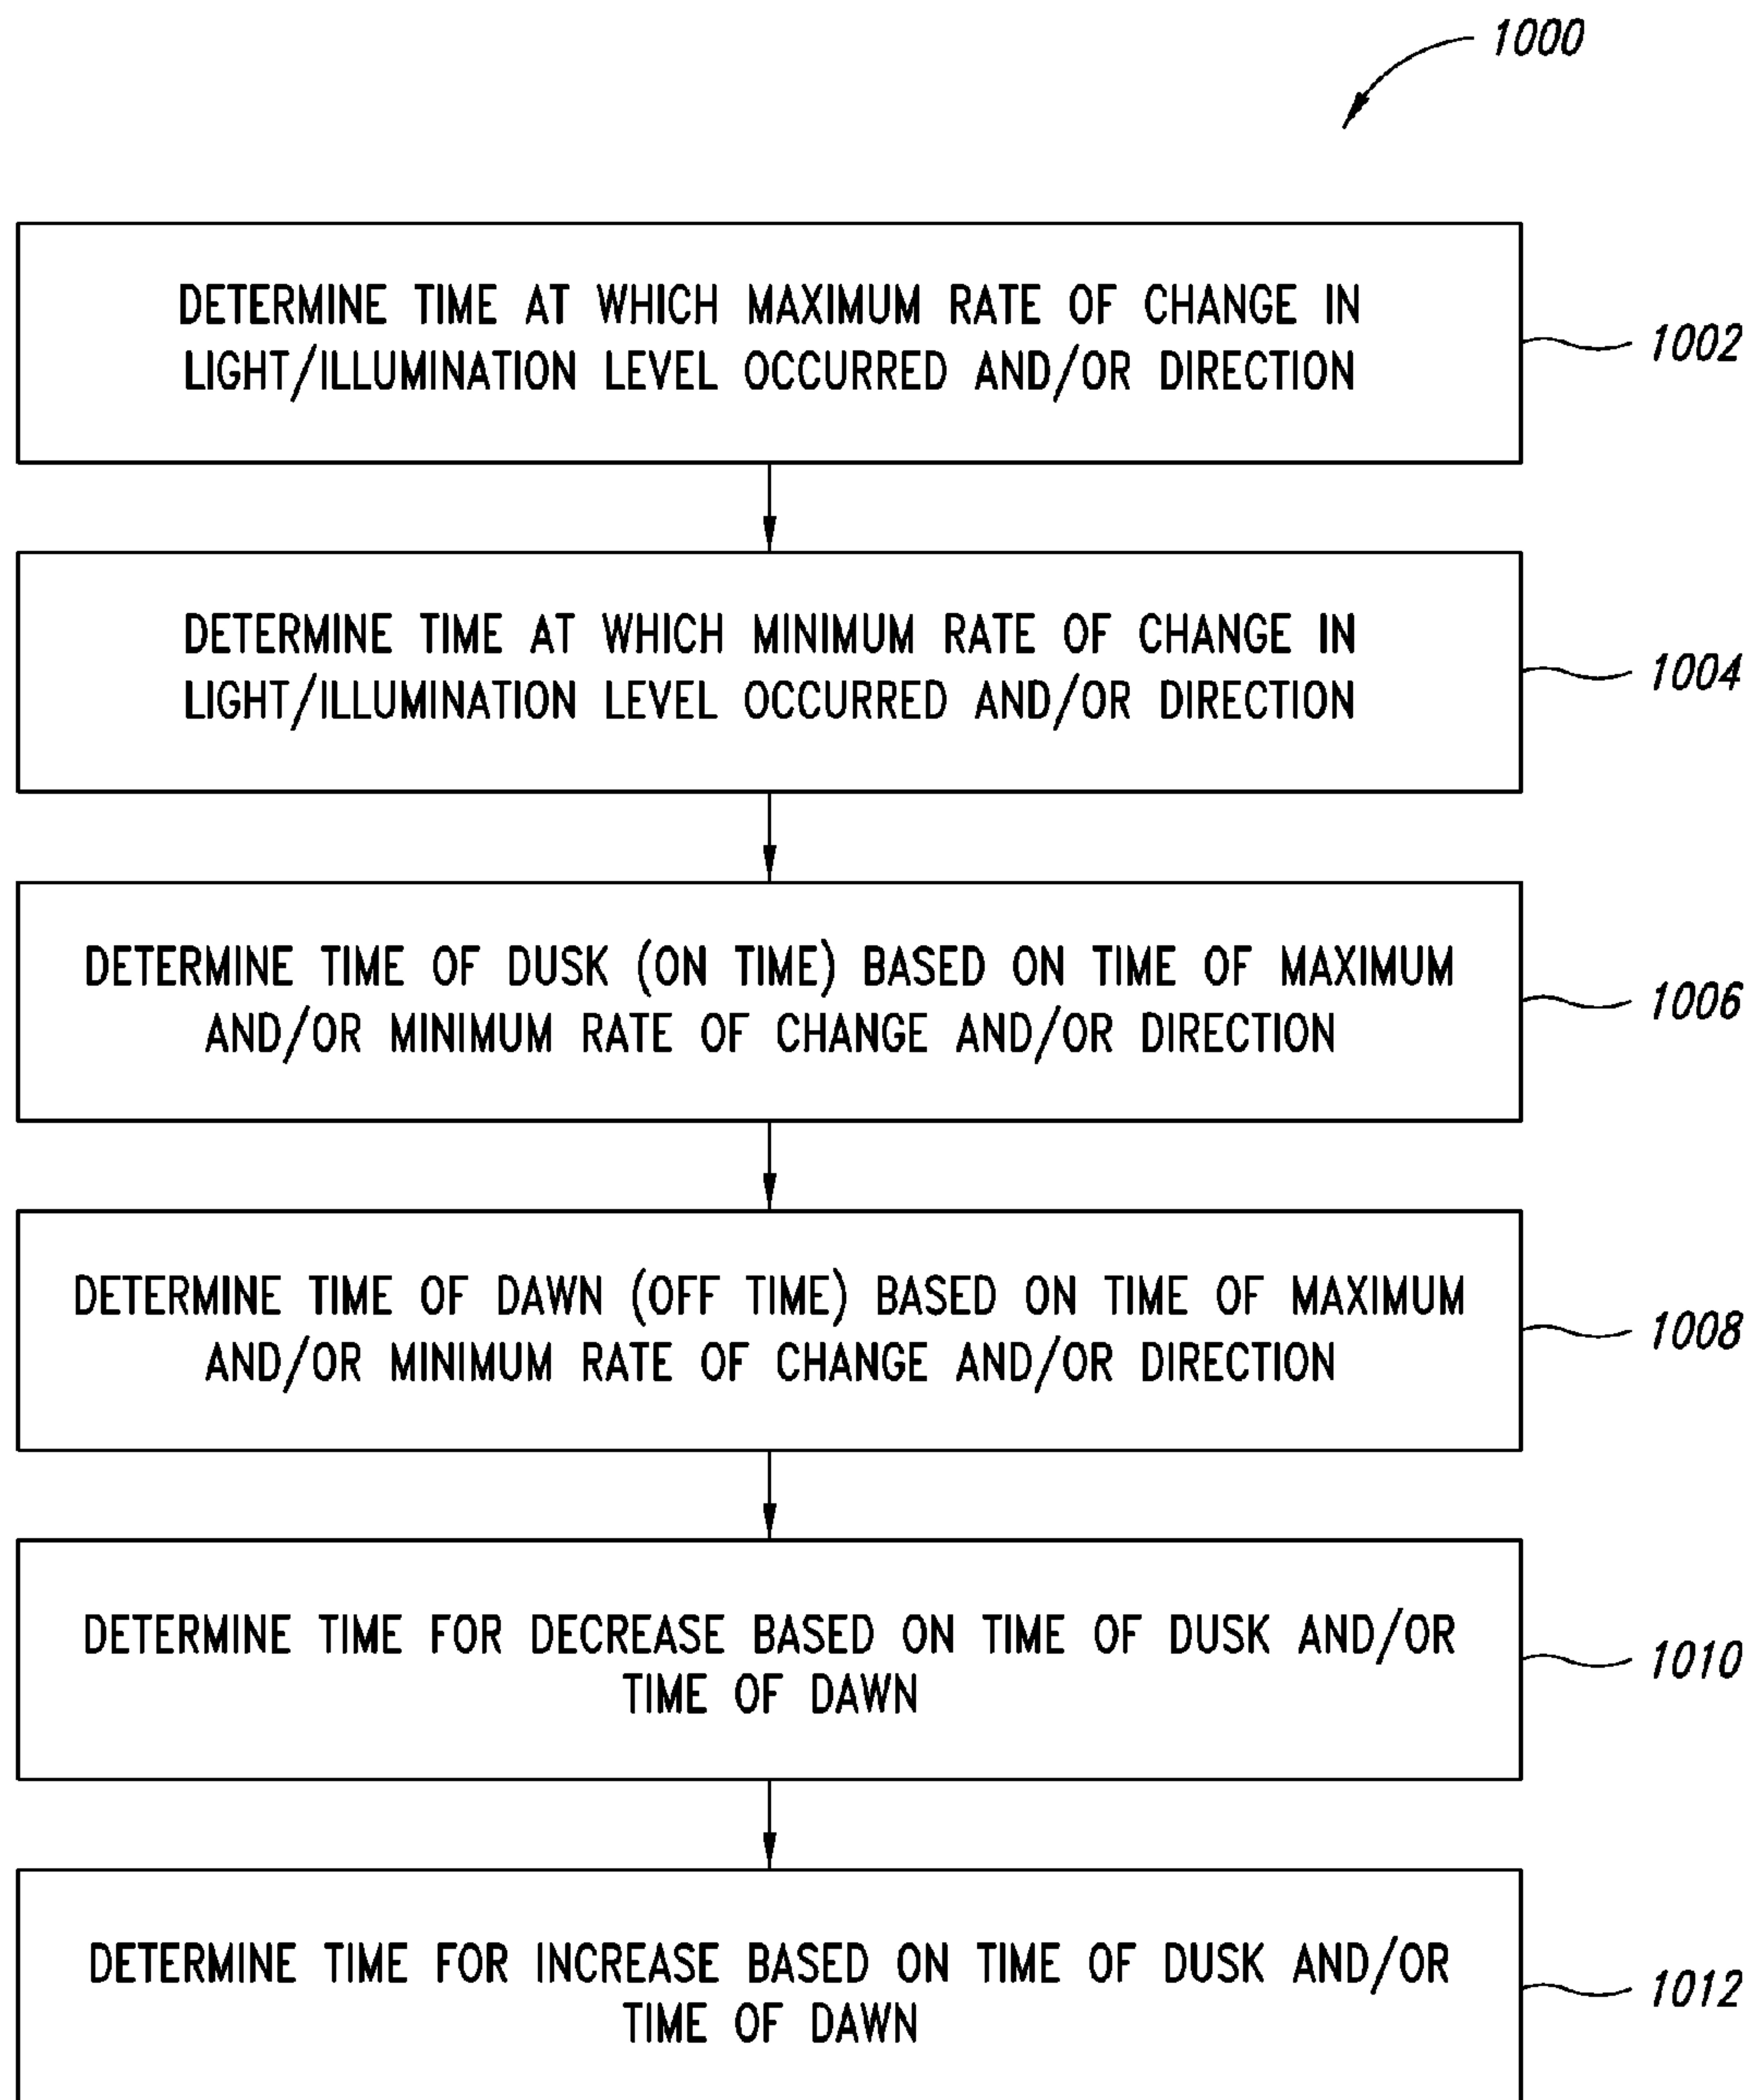 1000
DETERMINE TIME AT WHICH MAXIMUM RATE OF CHANGE IN
LIGHT/ILLUMINATION LEVEL OCCURRED AND/OR DIRECTION
1002
DETERMINE TIME AT WHICH MINIMUM RATE OF CHANGE IN
LIGHT/ILLUMINATION LEVEL OCCURRED AND/OR DIRECTION
1004
DETERMINE TIME OF DUSK (ON TIME) BASED ON TIME OF MAXIMUM
AND/OR MINIMUM RATE OF CHANGE AND/OR DIRECTION
1006
DETERMINE TIME OF DAWN (OFF TIME) BASED ON TIME OF MAXIMUM
AND/OR MINIMUM RATE OF CHANGE AND/OR DIRECTION
1008
DETERMINE TIME FOR DECREASE BASED ON TIME OF DUSK AND/OR
TIME OF DAWN
1010
DETERMINE TIME FOR INCREASE BASED ON TIME OF DUSK AND/OR
TIME OF DAWN
1012